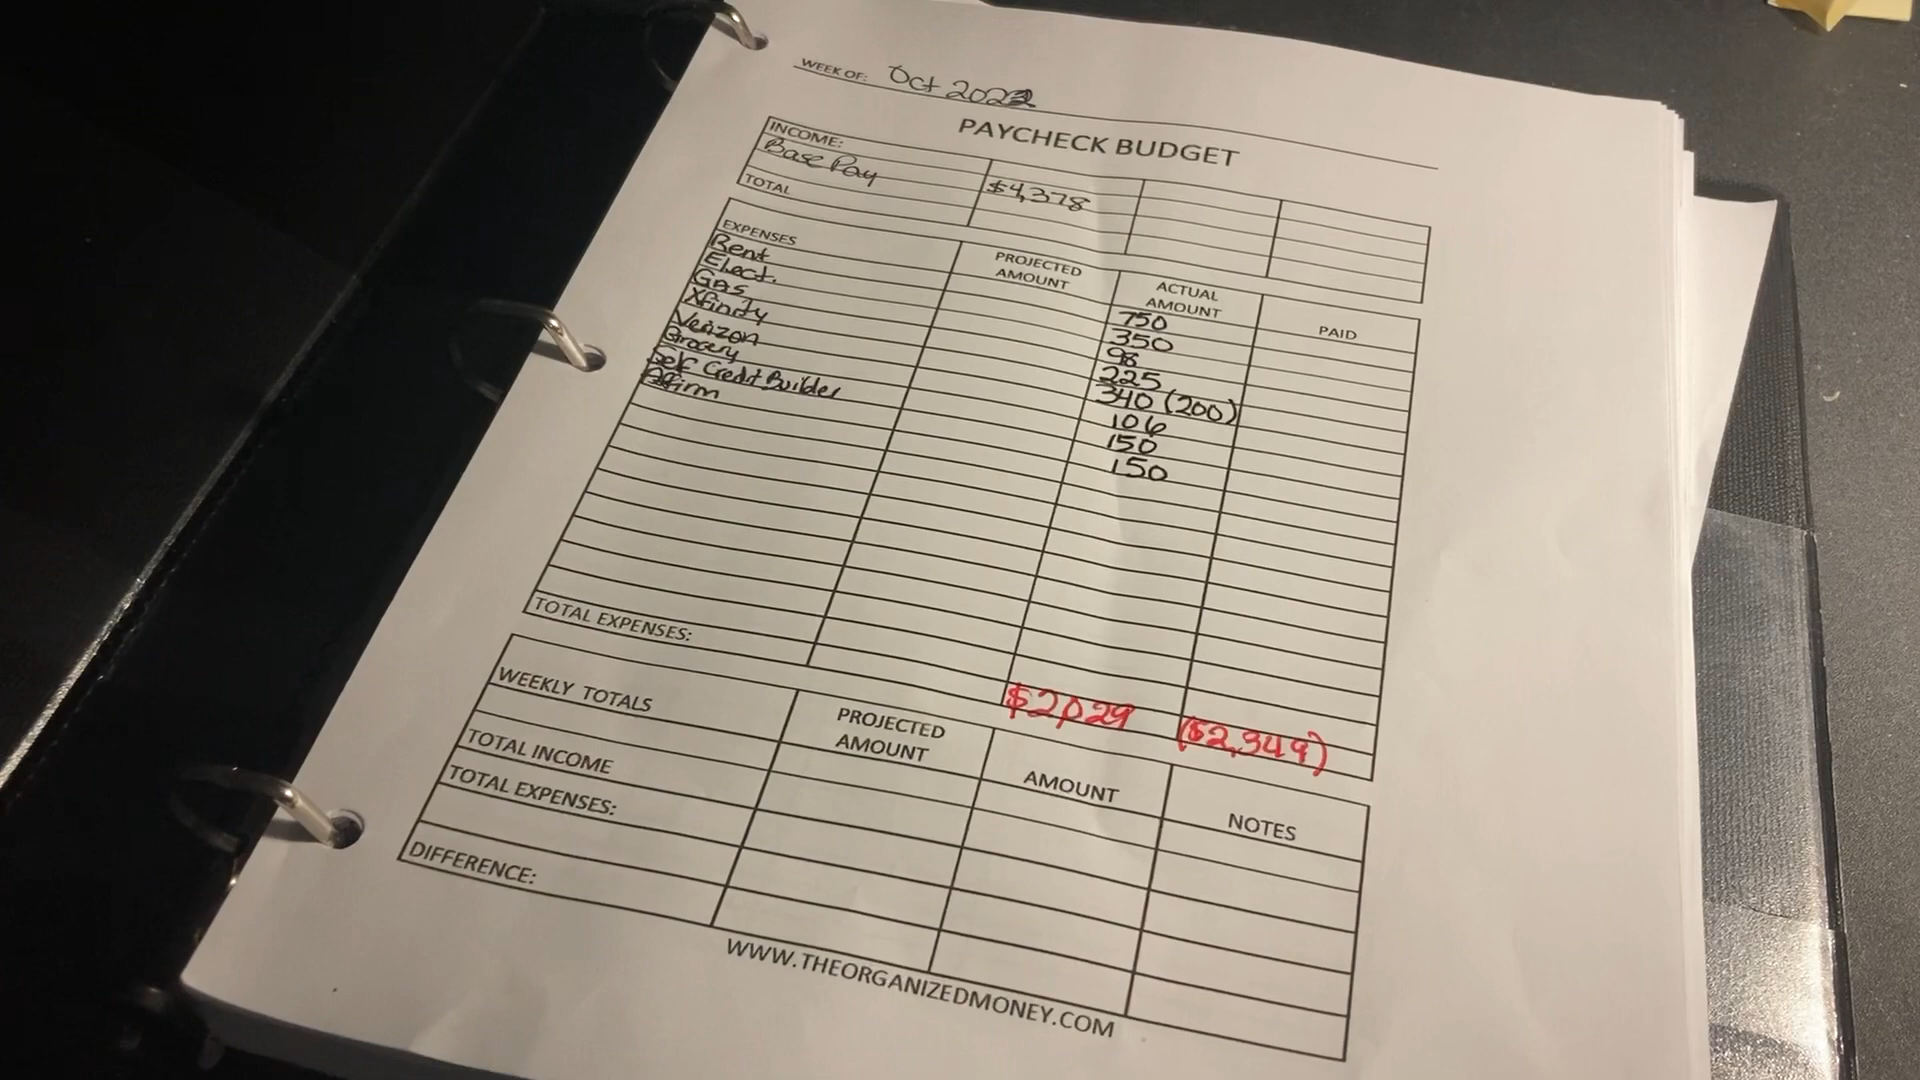 WEEK OF: Oct 2022
PAYCHECK BUDGET
INCOME:
Base Pay $4,378
TOTAL
EXPENSES PROJECTED AMOUNT ACTUAL AMOUNT PAID
Rent 750
Elect. 350
GAS 98
Xfinity 225
Verizon 340 (200)
Grocery 106
Self Credit Builder 150
Affirm 150
TOTAL EXPENSES: $2,029 ($2,349)
WEEKLY TOTALS PROJECTED AMOUNT AMOUNT NOTES
TOTAL INCOME
TOTAL EXPENSES:
DIFFERENCE:
WWW.THEORGANIZEDMONEY.COM